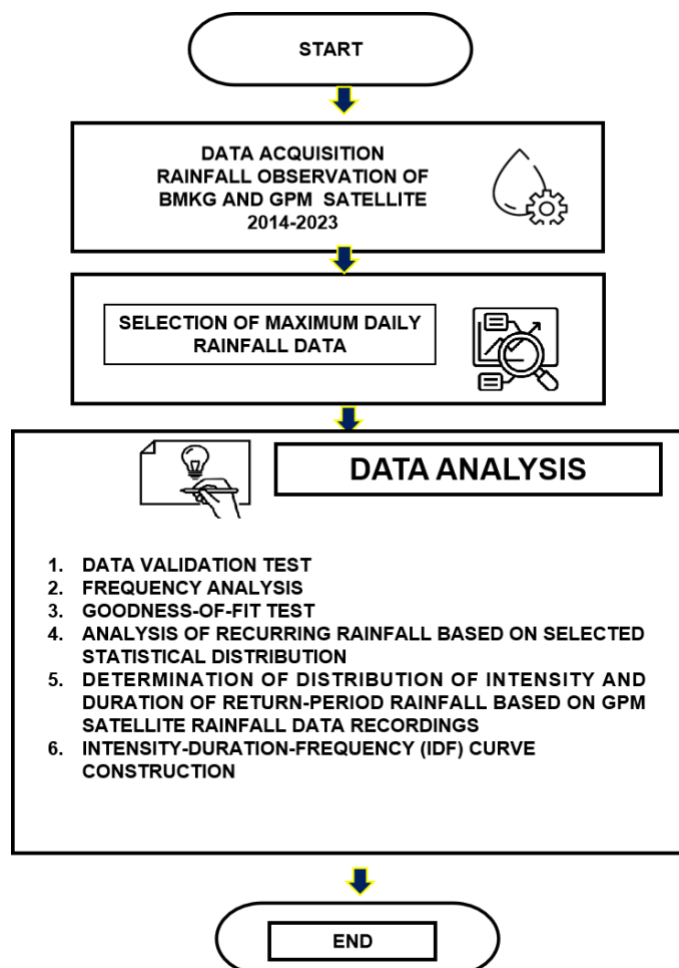 START
DATA ACQUISITION
RAINFALL OBSERVATION OF
BMKG AND GPM SATELLITE
2014-2023
SELECTION OF MAXIMUM DAILY
RAINFALL DATA
DATA ANALYSIS
1. DATA VALIDATION TEST
2. FREQUENCY ANALYSIS
3. GOODNESS-OF-FIT TEST
4. ANALYSIS OF RECURRING RAINFALL BASED ON SELECTED
STATISTICAL DISTRIBUTION
5. DETERMINATION OF DISTRIBUTION OF INTENSITY AND
DURATION OF RETURN-PERIOD RAINFALL BASED ON GPM
SATELLITE RAINFALL DATA RECORDINGS
6. INTENSITY-DURATION-FREQUENCY (IDF) CURVE
CONSTRUCTION
END